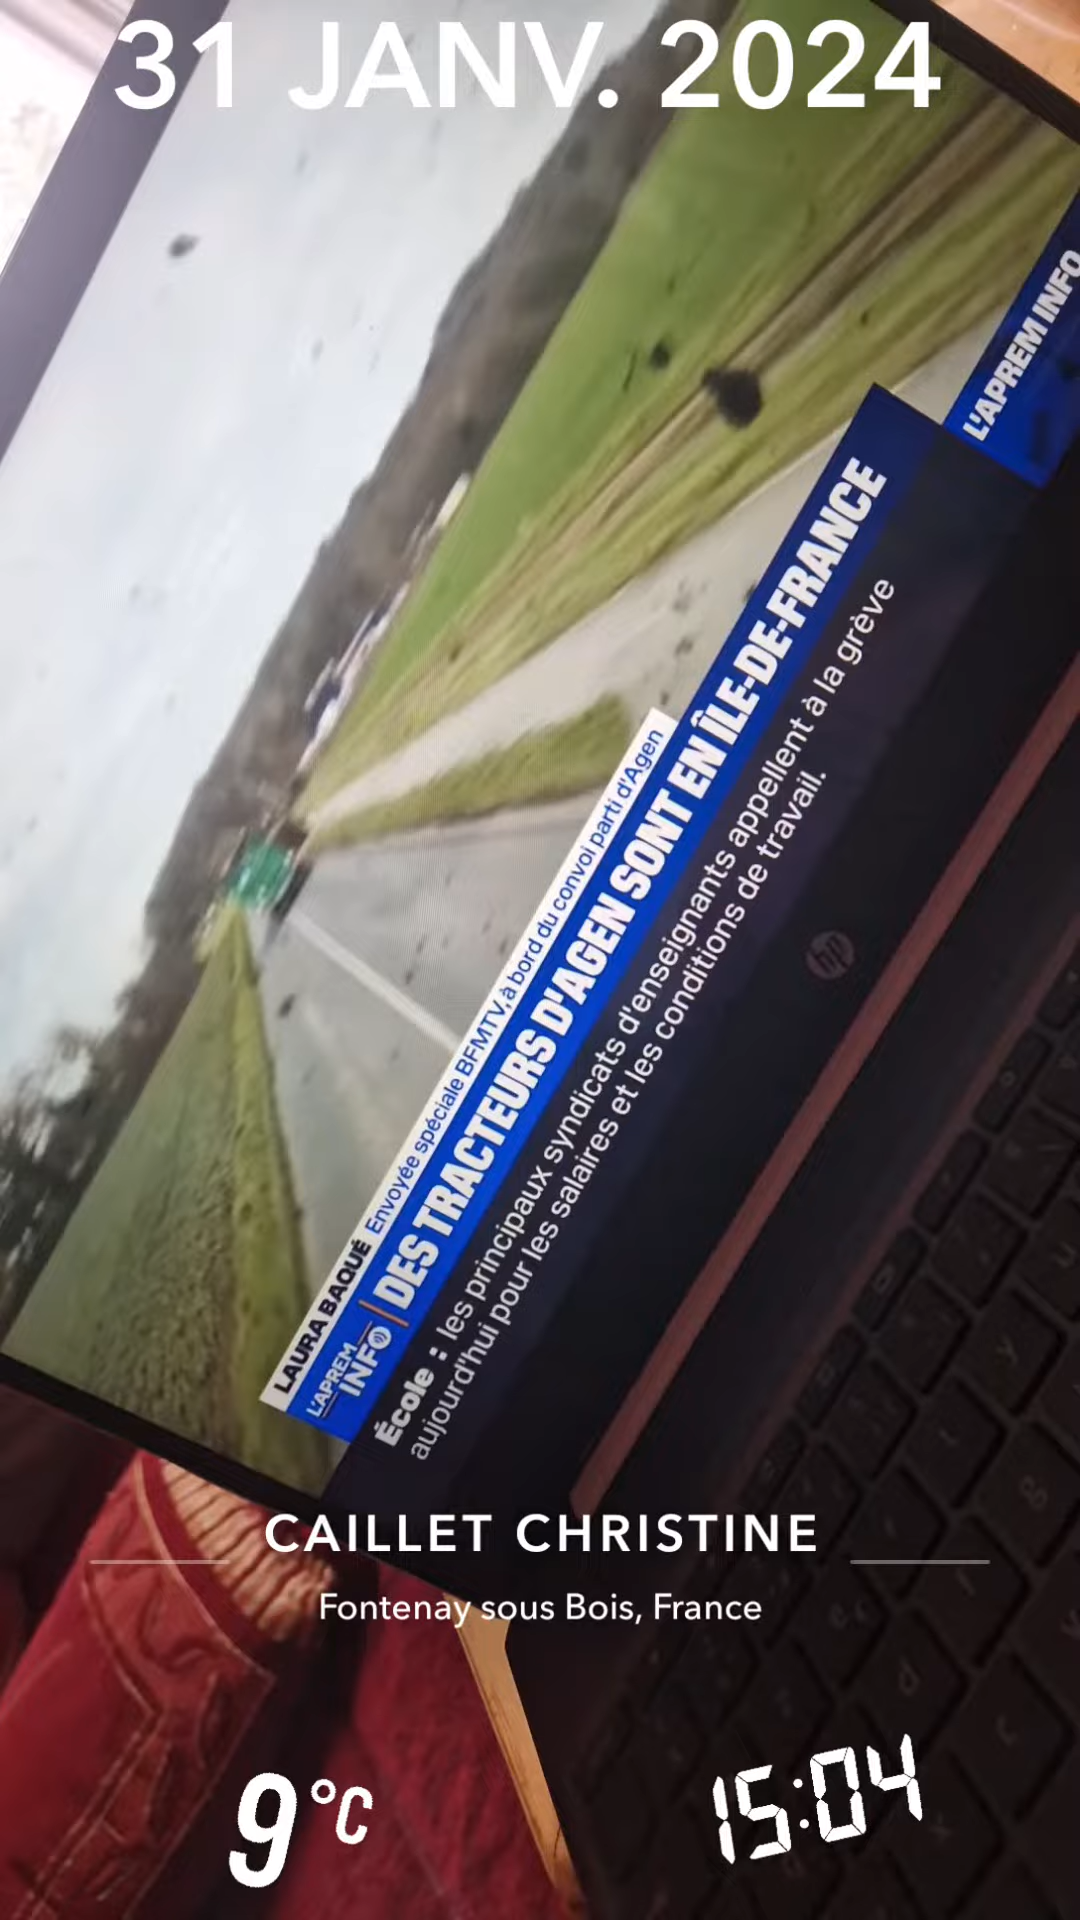 31 JANV. 2024
L'APREM INFO
LAURA BAQUÉ Envoyée spéciale BFMTV, à bord du convoi parti d'Agen
L'APREM
INFO
DES TRACTEURS D'AGEN SONT EN ÎLE-DE-FRANCE
École : les principaux syndicats d'enseignants appellent à la grève
aujourd'hui pour les salaires et les conditions de travail.
hp
CAILLET CHRISTINE
Fontenay sous Bois, France
9°C
15:04